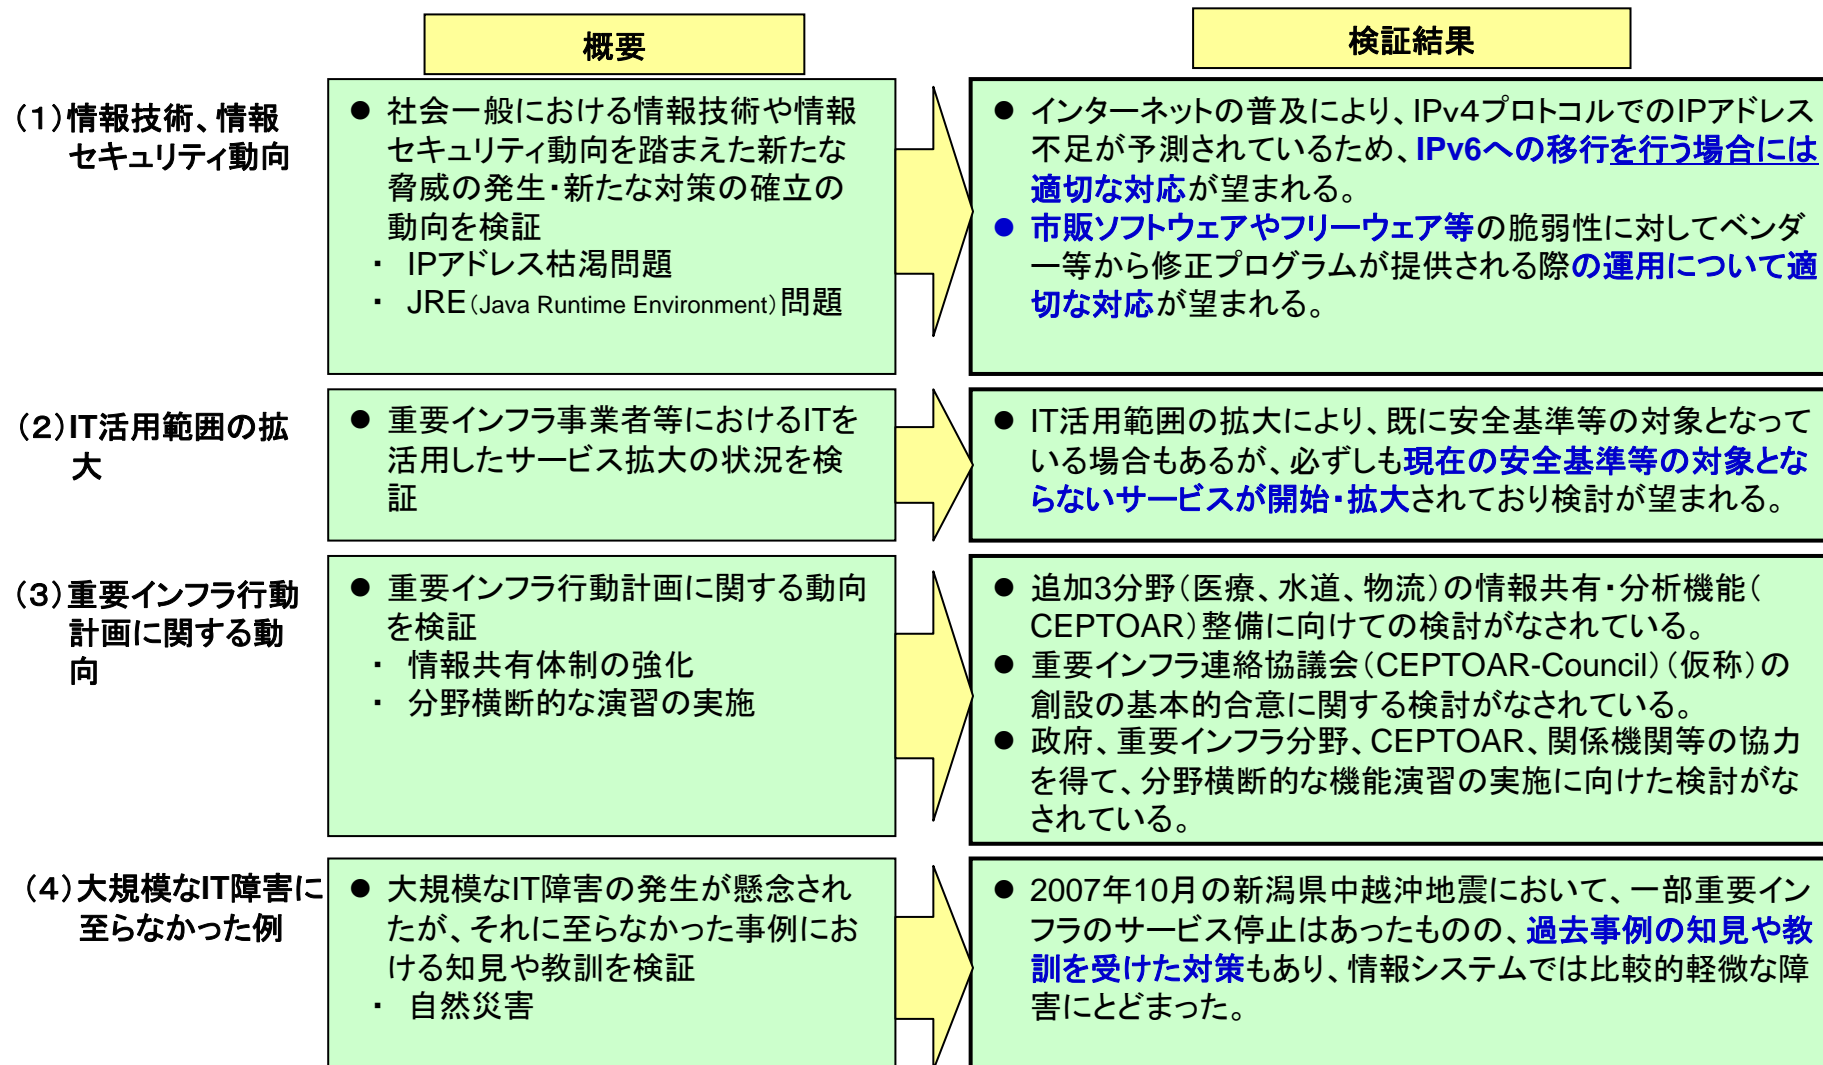 概要
検証結果
（１）情報技術、情報
セキュリティ動向
● 社会一般における情報技術や情報
セキュリティ動向を踏まえた新たな
脅威の発生・新たな対策の確立の
動向を検証
・ IPアドレス枯渇問題
・ JRE（Java Runtime Environment）問題
● インターネットの普及により、IPv4プロトコルでのIPアドレス
不足が予測されているため、IPv6への移行を行う場合には
適切な対応が望まれる。
● 市販ソフトウェアやフリーウェア等の脆弱性に対してベンダ
ー等から修正プログラムが提供される際の運用について適
切な対応が望まれる。
（２）IT活用範囲の拡
大
● 重要インフラ事業者等におけるITを
活用したサービス拡大の状況を検
証
● IT活用範囲の拡大により、既に安全基準等の対象となって
いる場合もあるが、必ずしも現在の安全基準等の対象とな
らないサービスが開始・拡大されており検討が望まれる。
（３）重要インフラ行動
計画に関する動
向
● 重要インフラ行動計画に関する動向
を検証
・ 情報共有体制の強化
・ 分野横断的な演習の実施
● 追加3分野（医療、水道、物流）の情報共有・分析機能（
CEPTOAR）整備に向けての検討がなされている。
● 重要インフラ連絡協議会（CEPTOAR-Council）（仮称）の
創設の基本的合意に関する検討がなされている。
● 政府、重要インフラ分野、CEPTOAR、関係機関等の協力
を得て、分野横断的な機能演習の実施に向けた検討がな
されている。
（４）大規模なIT障害に
至らなかった例
● 大規模なIT障害の発生が懸念され
たが、それに至らなかった事例にお
ける知見や教訓を検証
・ 自然災害
● 2007年10月の新潟県中越沖地震において、一部重要イン
フラのサービス停止はあったものの、過去事例の知見や教
訓を受けた対策もあり、情報システムでは比較的軽微な障
害にとどまった。